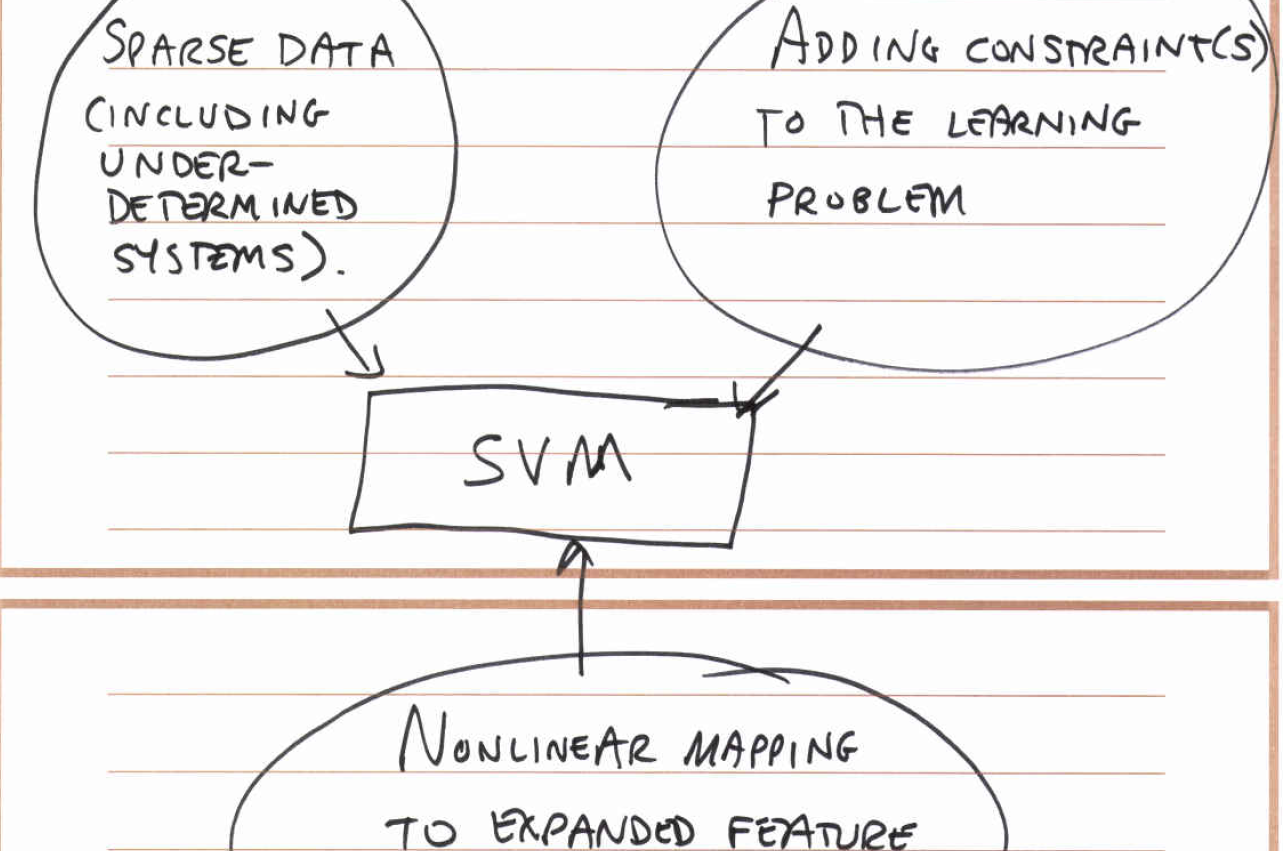 SPARSE DATA
(INCLUDING
UNDER-
DETERMINED
SYSTEMS).
ADDING CONSTRAINT(S)
TO THE LEARNING
PROBLEM
SVM
NONLINEAR MAPPING
TO EXPANDED FEATURE